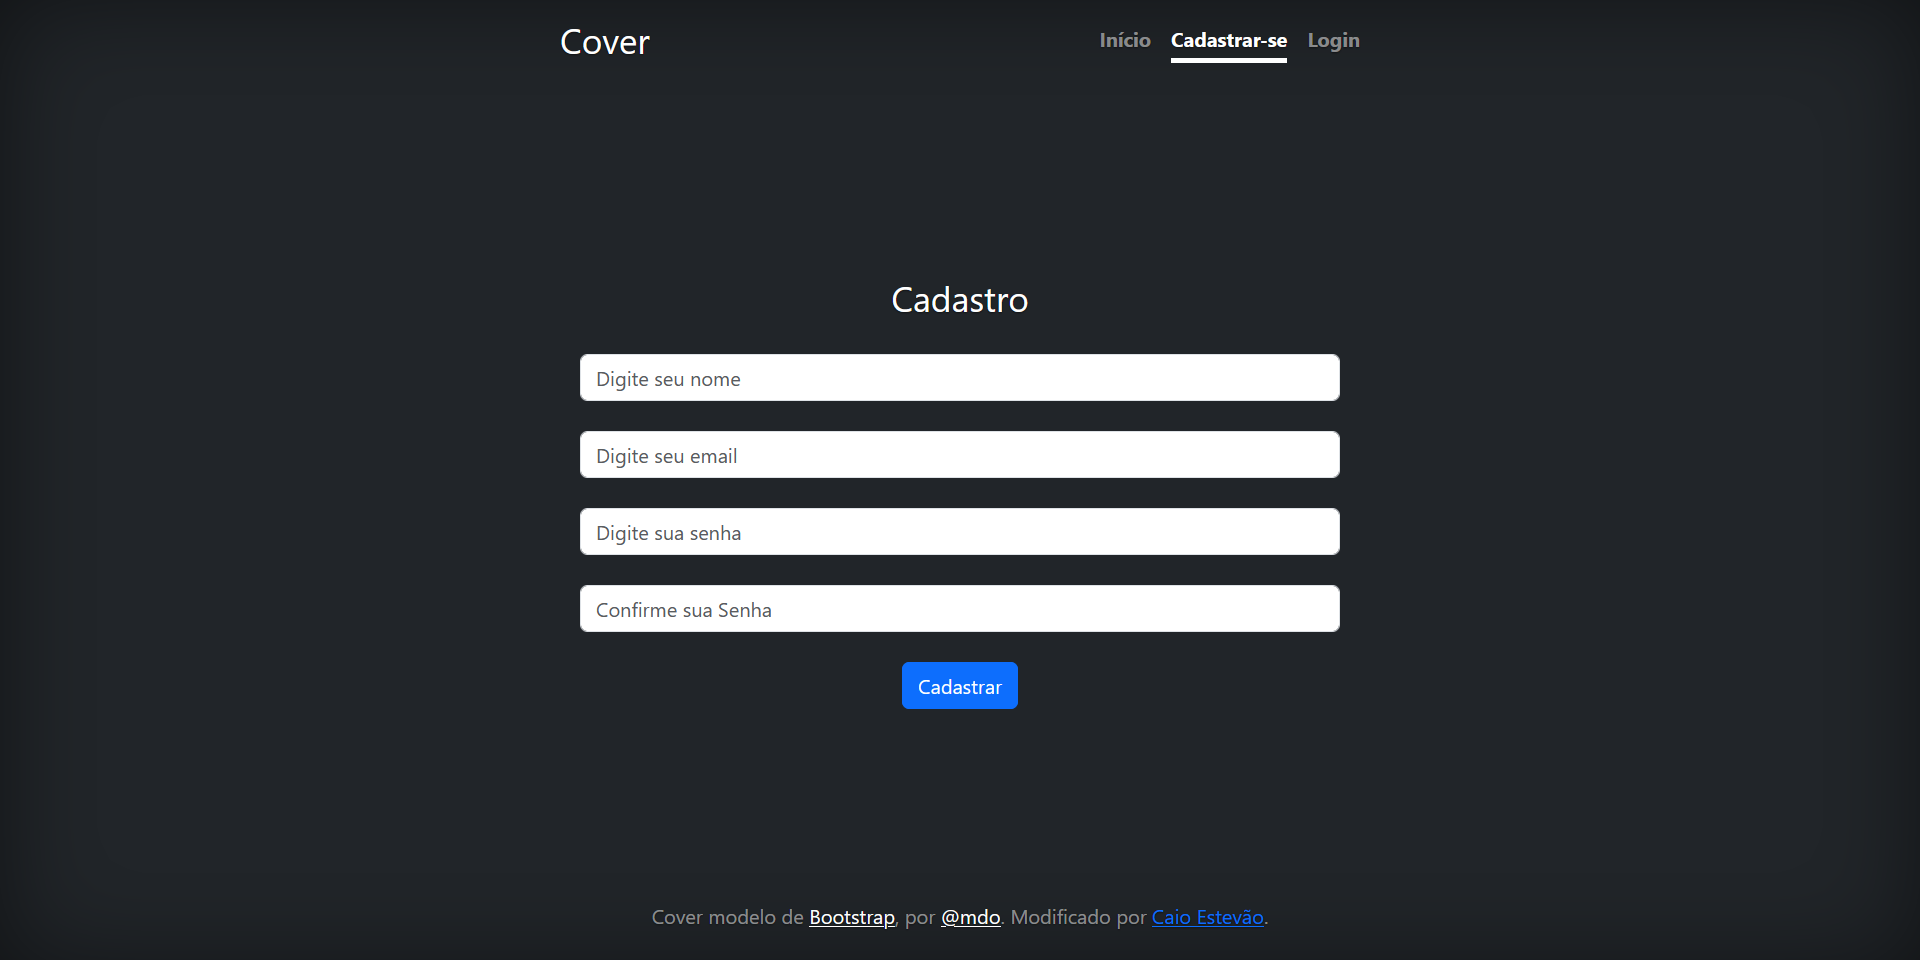 Cover
Início Cadastrar-se Login
Cadastro
Digite seu nome
Digite seu email
Digite sua senha
Confirme sua Senha
Cadastrar
Cover modelo de Bootstrap, por @mdo. Modificado por Caio Estevão.